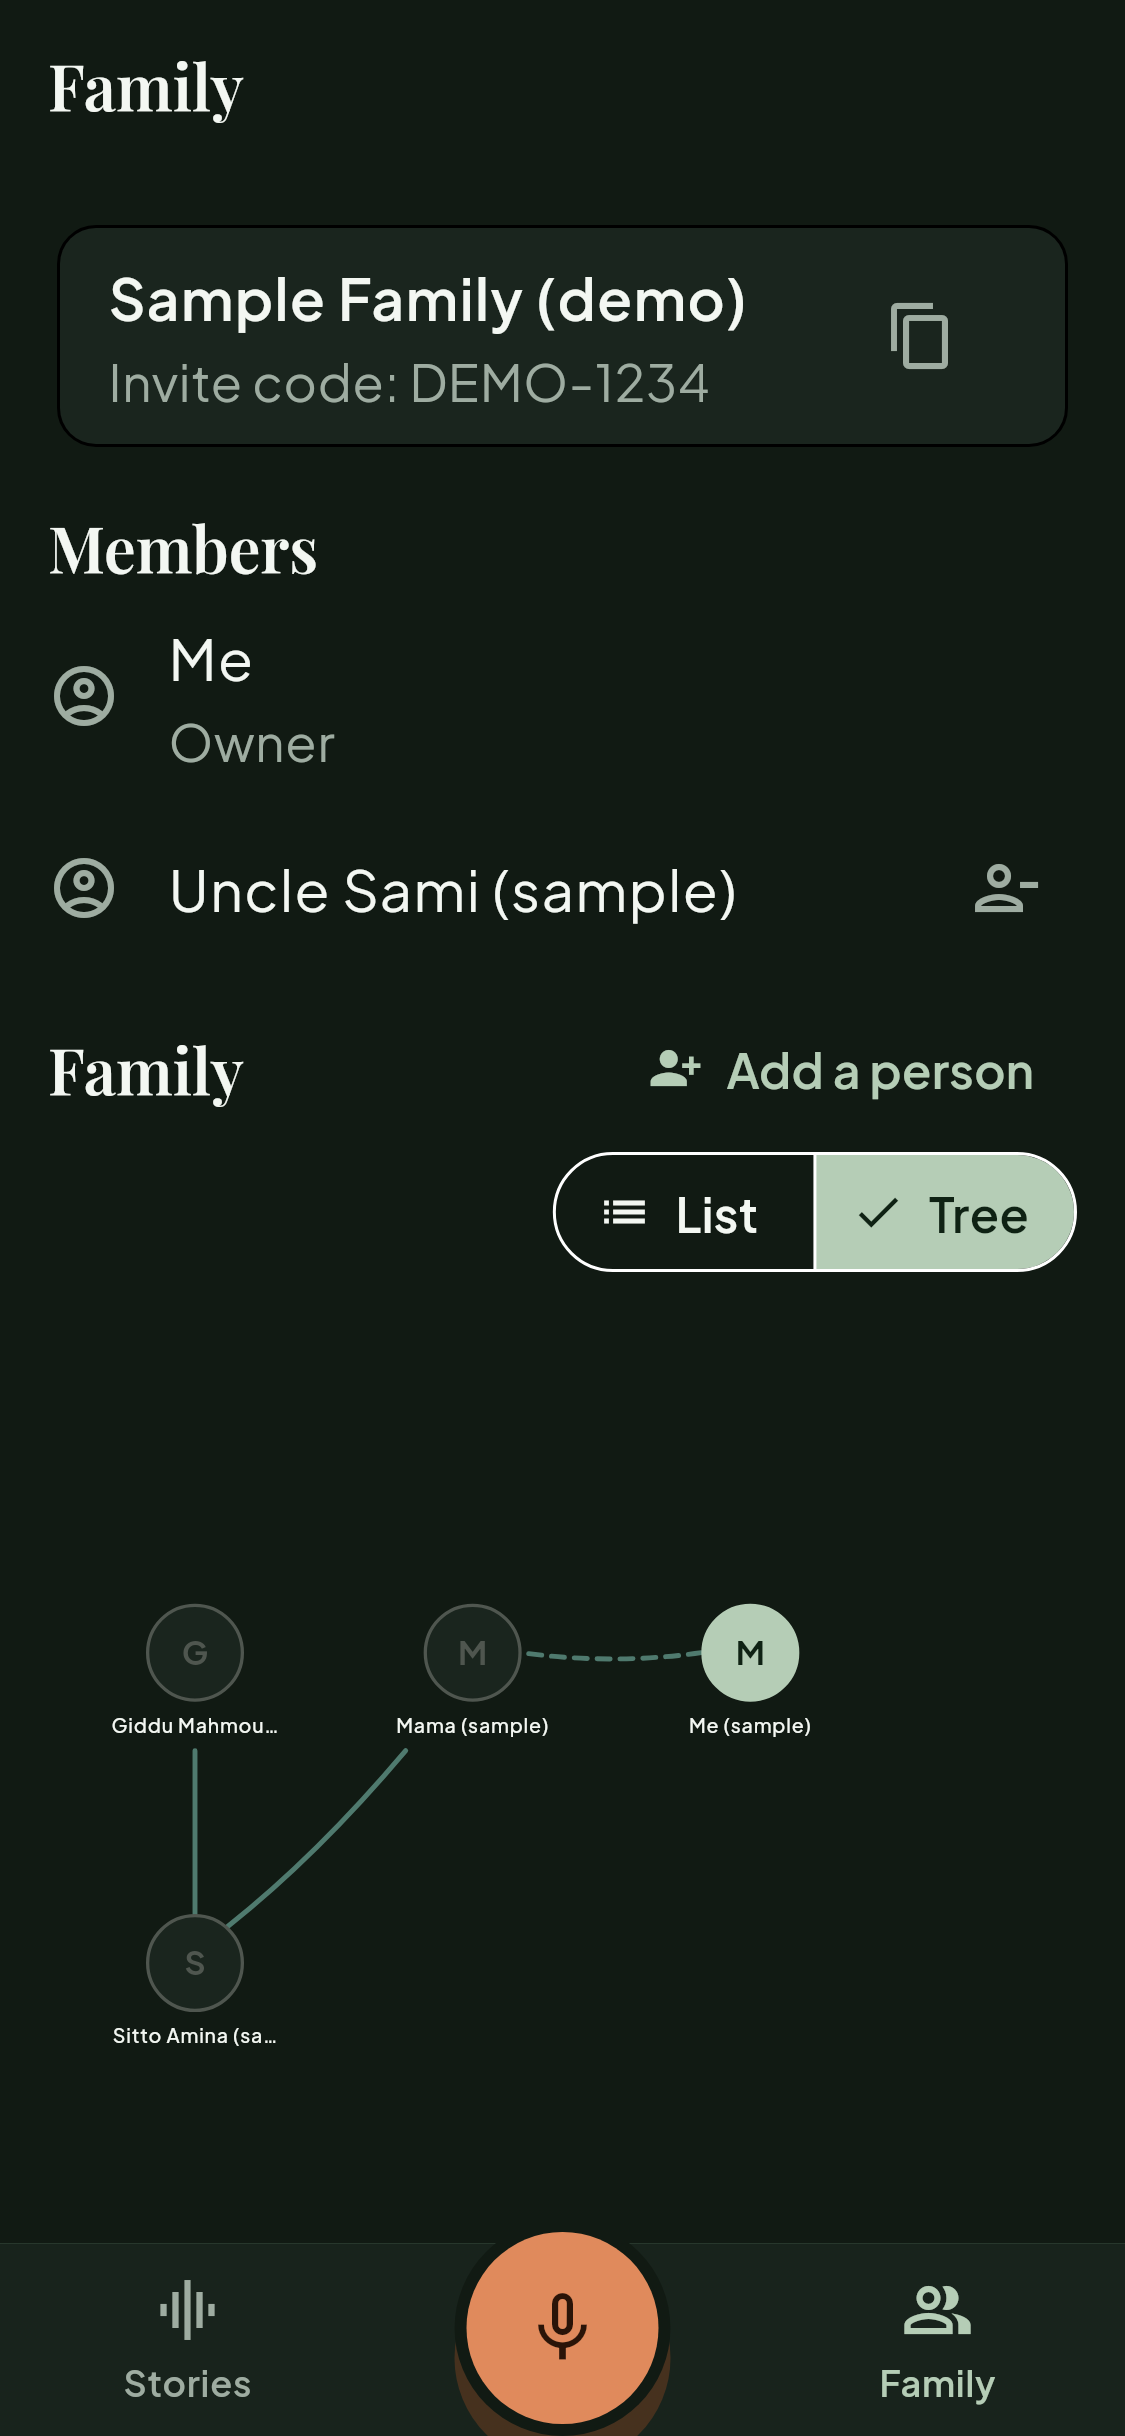 Family
Sample Family (demo)
Invite code: DEMO-1234
Members
Me
Owner
Uncle Sami (sample)
Family
Add a person
List
Tree
G
M
M
Giddu Mahmou...
Mama (sample)
Me (sample)
S
Sitto Amina (sa...
Stories
Family